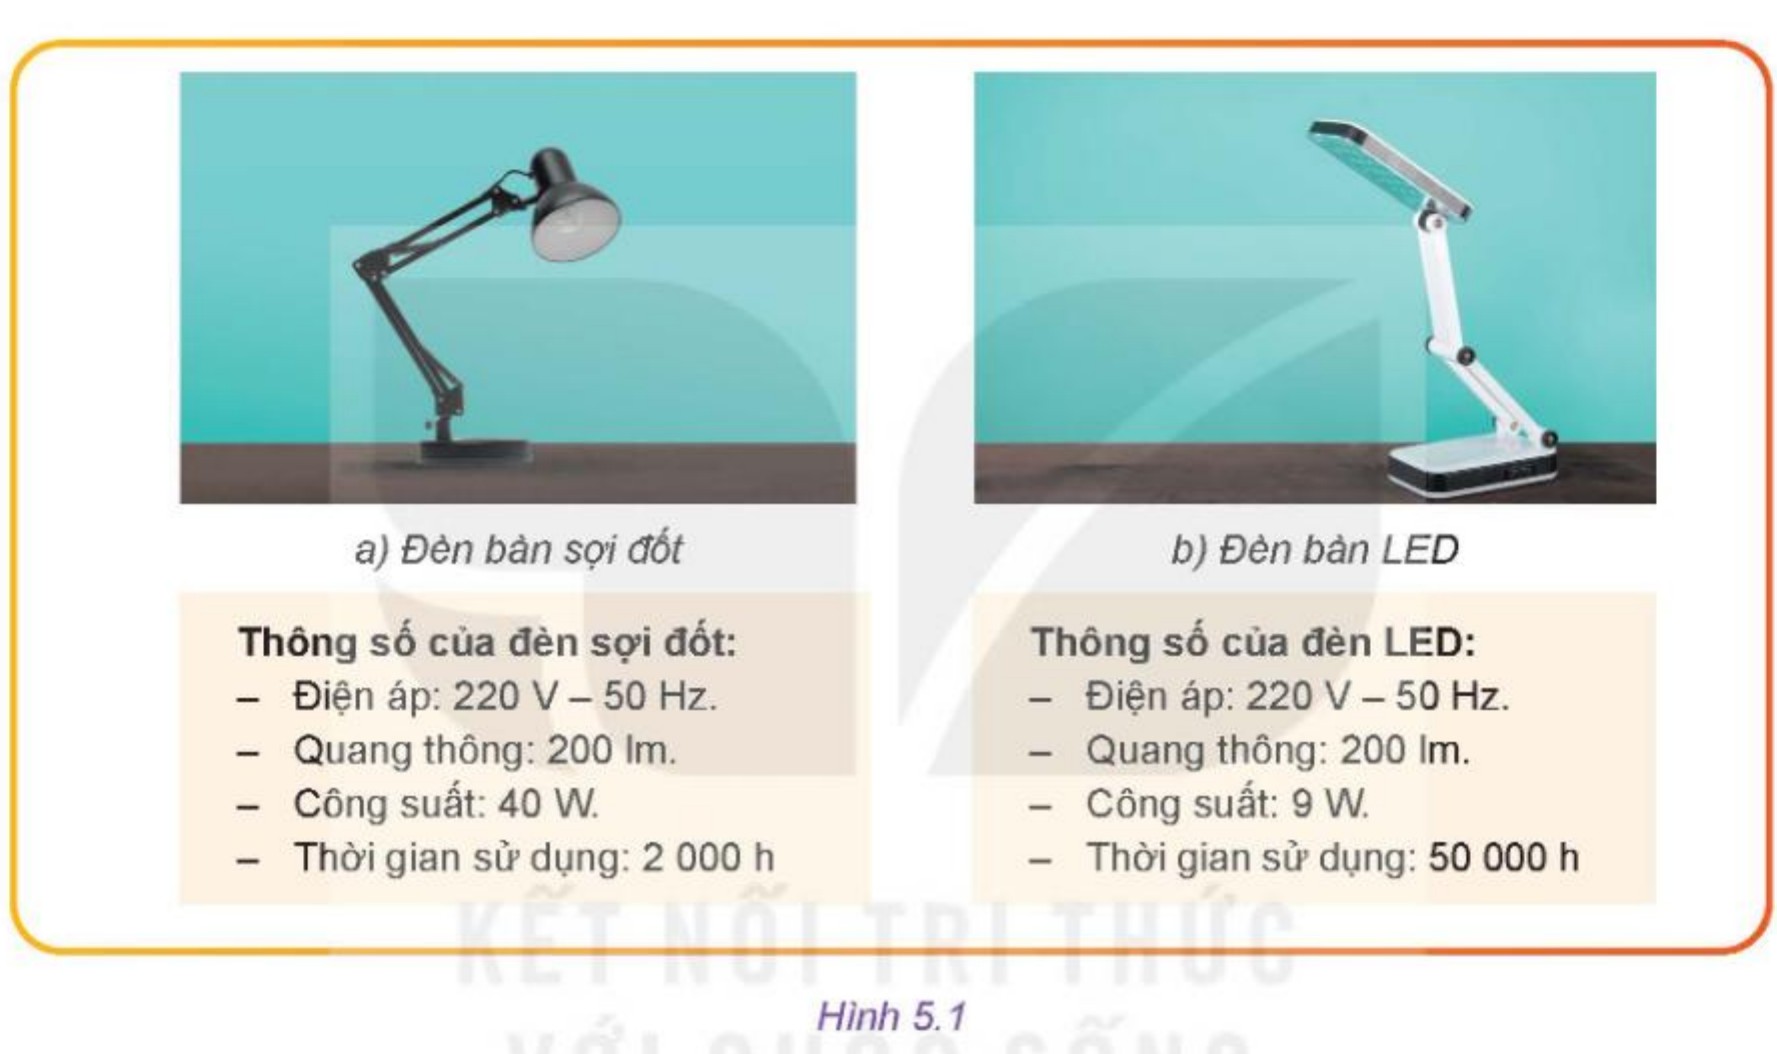 a) Đèn bàn sợi đốt
Thông số của đèn sợi đốt:
– Điện áp: 220 V – 50 Hz.
– Quang thông: 200 lm.
– Công suất: 40 W.
– Thời gian sử dụng: 2 000 h
b) Đèn bàn LED
Thông số của đèn LED:
– Điện áp: 220 V – 50 Hz.
– Quang thông: 200 lm.
– Công suất: 9 W.
– Thời gian sử dụng: 50 000 h
KẾT NỐI TRI THỨC
Hình 5.1
VỚI CUỘC SỐNG